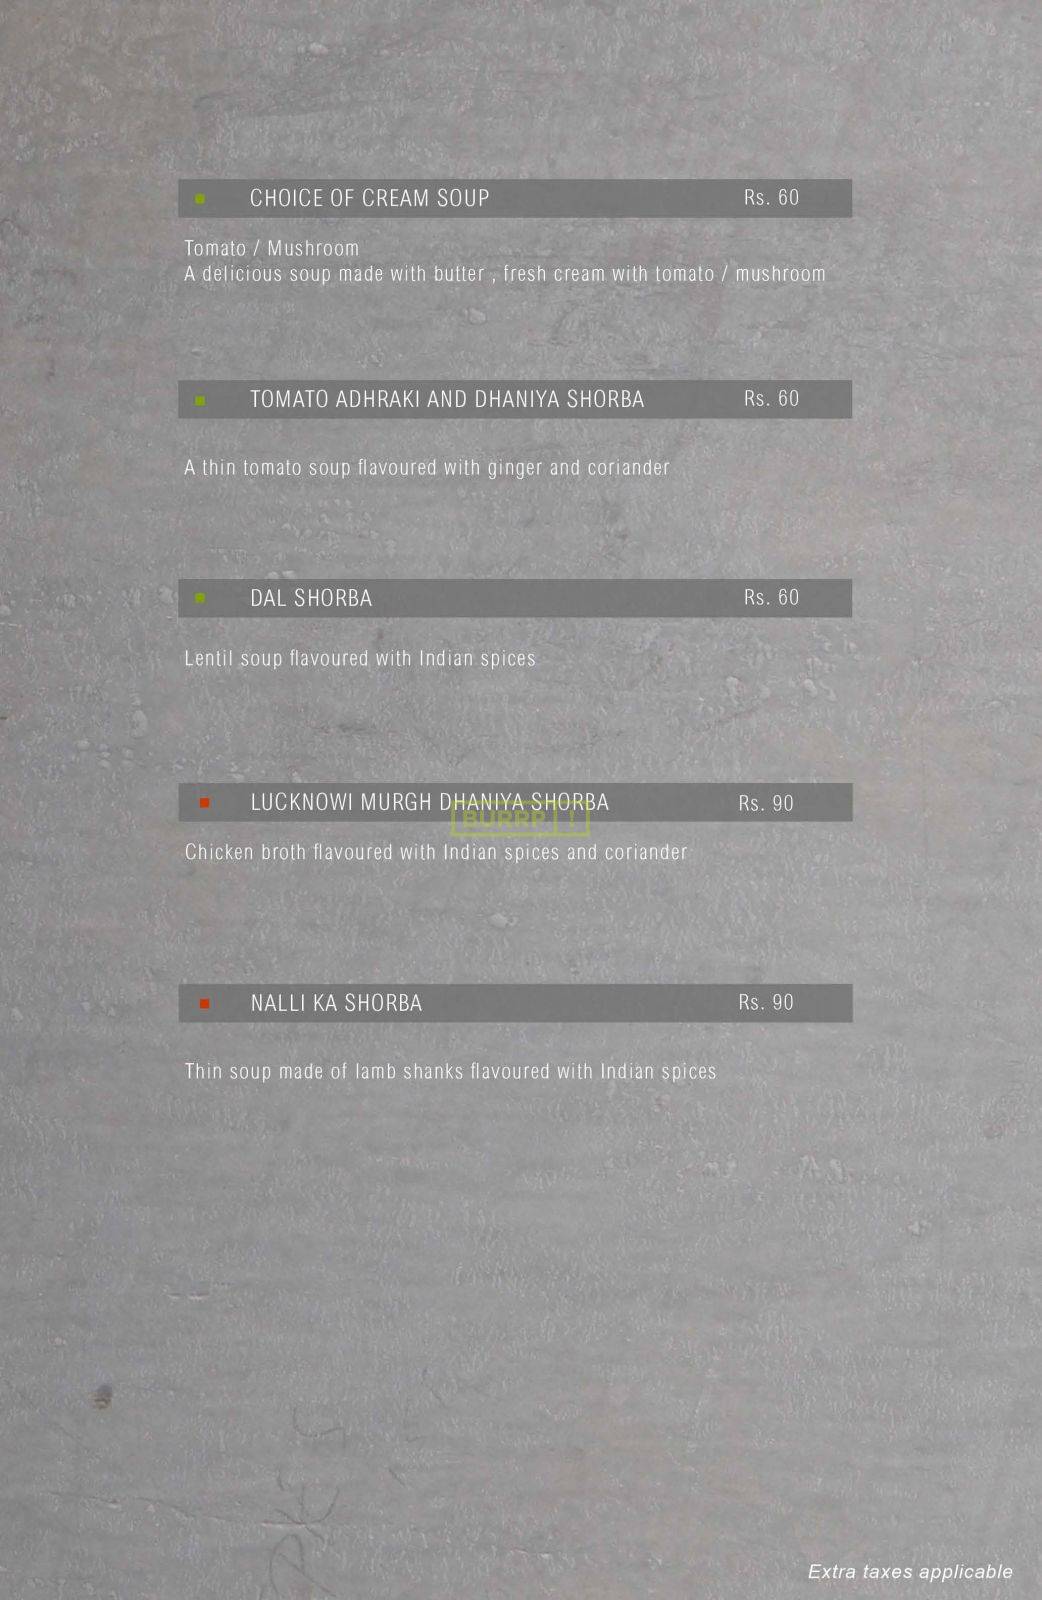 CHOICE OF CREAM SOUP Rs. 60
Tomato / Mushroom
A delicious soup made with butter , fresh cream with tomato / mushroom
TOMATO ADHRAKI AND DHANIYA SHORBA Rs. 60
A thin tomato soup flavoured with ginger and coriander
DAL SHORBA Rs. 60
Lentil soup flavoured with Indian spices
LUCKNOWI MURGH DHANIYA SHORBA Rs. 90
BURRP !
Chicken broth flavoured with Indian spices and coriander
NALLI KA SHORBA Rs. 90
Thin soup made of lamb shanks flavoured with Indian spices
Extra taxes applicable